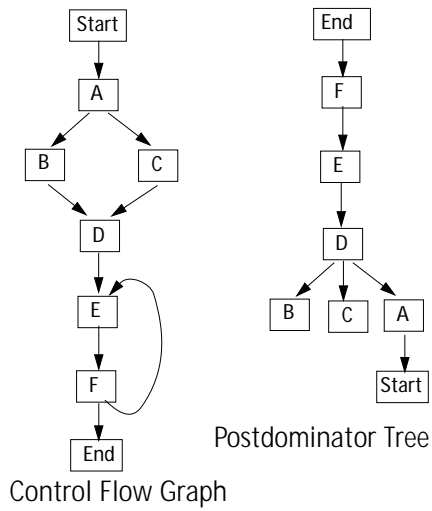 Start
A
B
C
D
E
F
End
Control Flow Graph
End
F
E
D
B
C
A
Start
Postdominator Tree